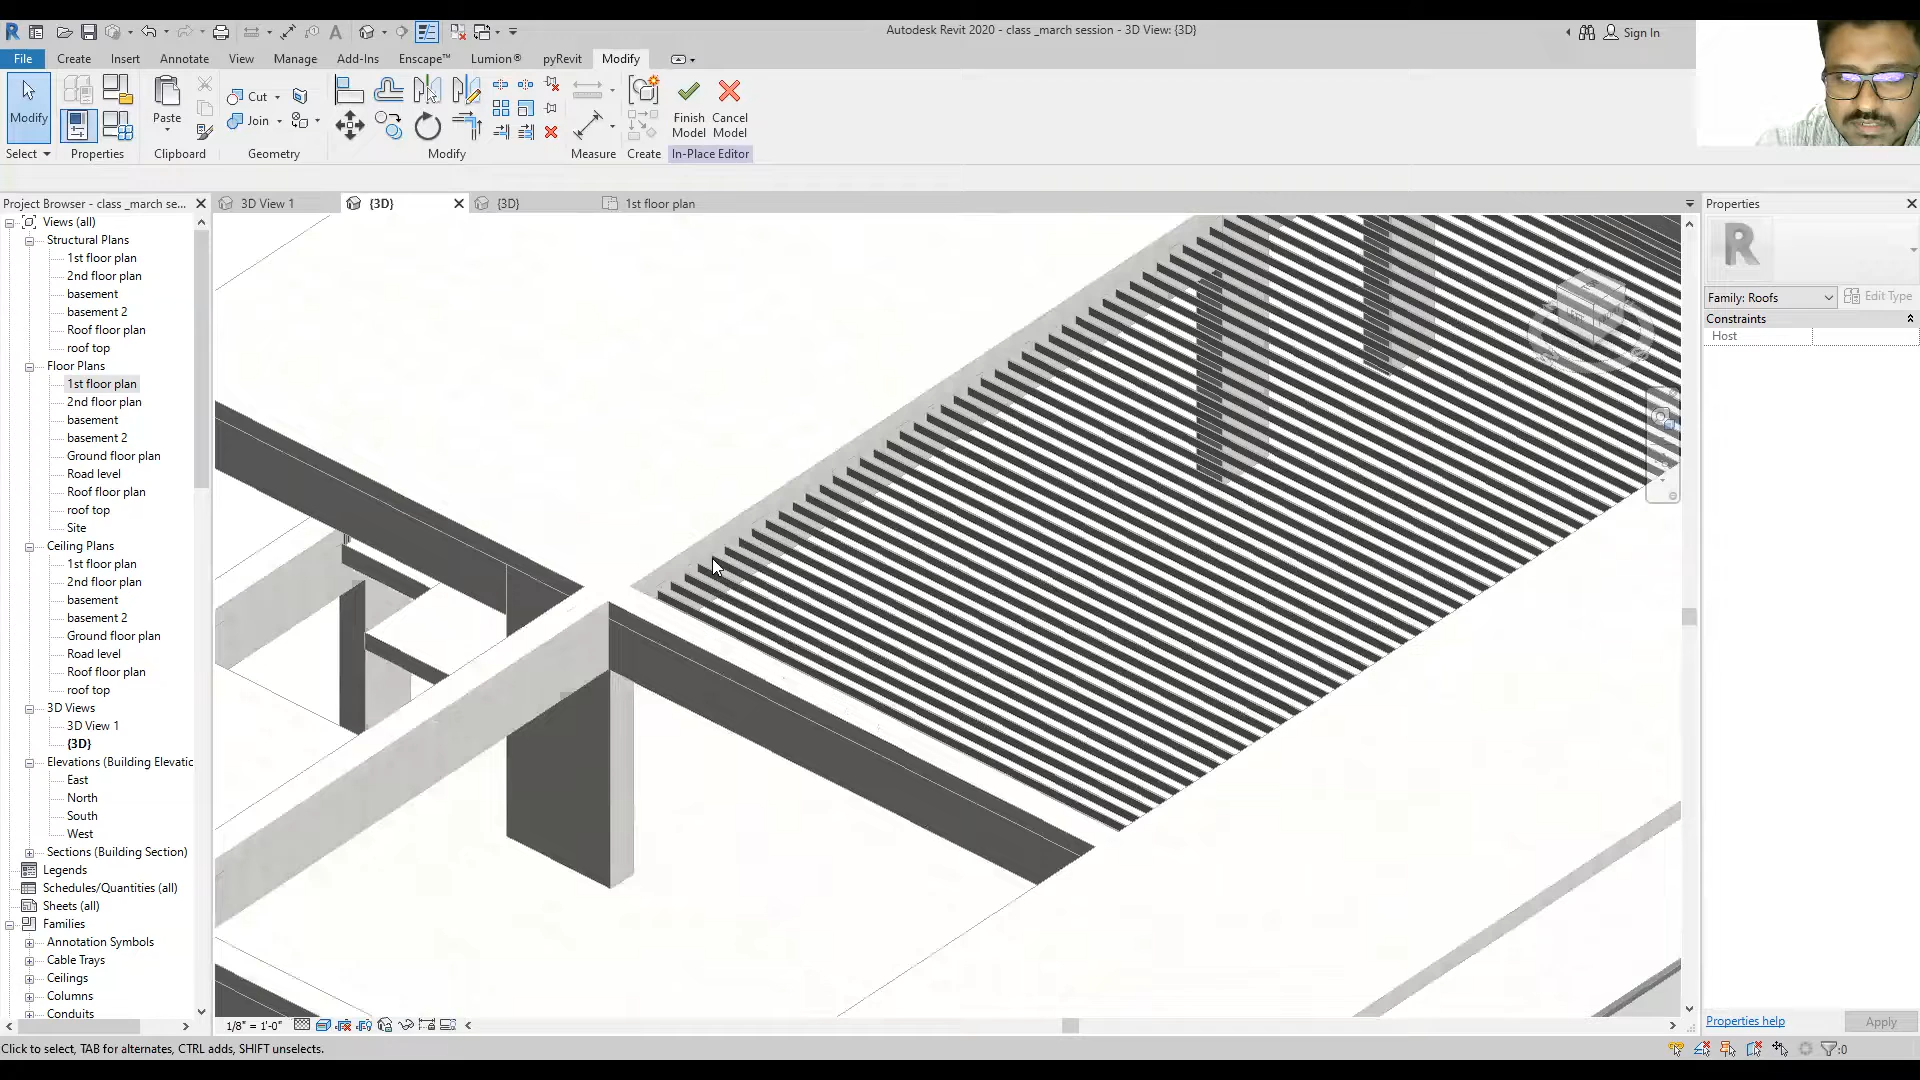 Autodesk Revit 2020 - class _march session - 3D View: {3D}
Sign In
File
Create
Insert
Annotate
View
Manage
Add-Ins
Enscape™
Lumion®
pyRevit
Modify
Modify
Paste
Cut
Join
Finish Model
Cancel Model
Select
Properties
Clipboard
Geometry
Modify
Measure
Create
In-Place Editor
Project Browser - class _march se...
3D View 1
{3D}
{3D}
1st floor plan
Properties
Views (all)
Structural Plans
1st floor plan
2nd floor plan
basement
basement 2
Roof floor plan
roof top
Floor Plans
1st floor plan
2nd floor plan
basement
basement 2
Ground floor plan
Road level
Roof floor plan
roof top
Site
Ceiling Plans
1st floor plan
2nd floor plan
basement
basement 2
Ground floor plan
Road level
Roof floor plan
roof top
3D Views
3D View 1
{3D}
Elevations (Building Elevatic
East
North
South
West
Sections (Building Section)
Legends
Schedules/Quantities (all)
Sheets (all)
Families
Annotation Symbols
Cable Trays
Ceilings
Columns
Conduits
Family: Roofs
Edit Type
Constraints
Host
Properties help
Apply
1/8" = 1'-0"
Click to select, TAB for alternates, CTRL adds, SHIFT unselects.
:0